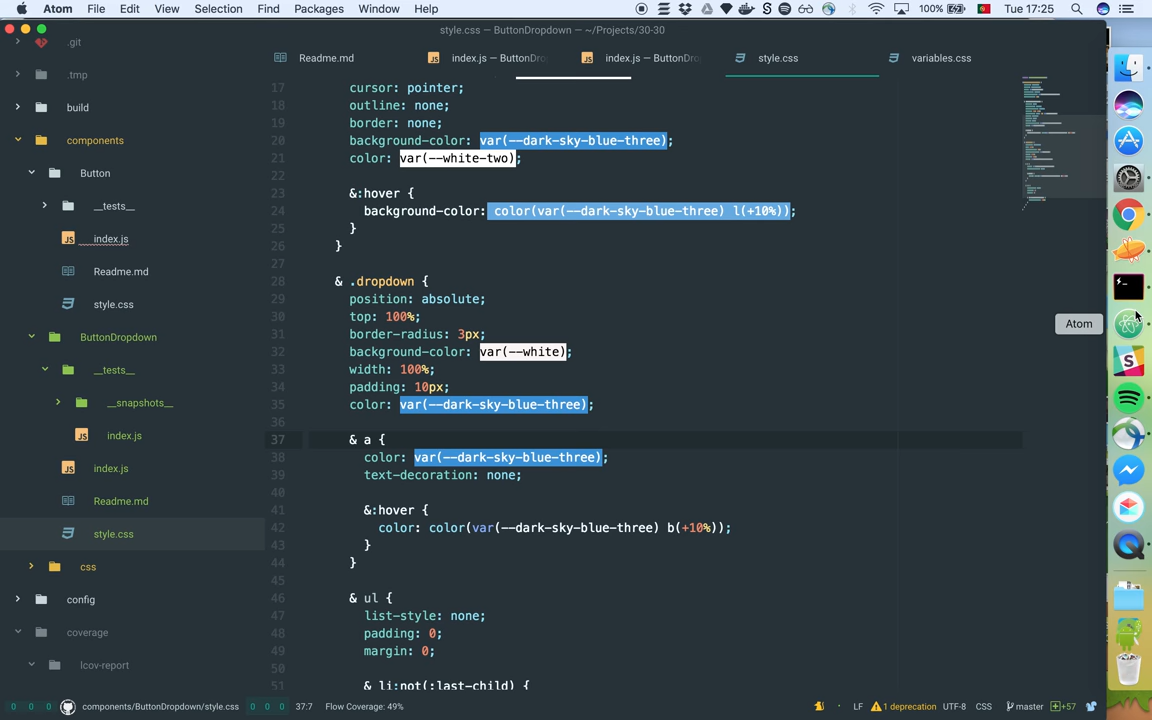 Atom File Edit View Selection Find Packages Window Help 100% Tue 17:25
style.css — ButtonDropdown — ~/Projects/30-30
Readme.md index.js — ButtonDro index.js — ButtonDro style.css variables.css
.git
.tmp
build
components
Button
__tests__
index.js
Readme.md
style.css
ButtonDropdown
__tests__
__snapshots__
index.js
index.js
Readme.md
style.css
css
config
coverage
lcov-report
17 cursor: pointer;
18 outline: none;
19 border: none;
20 background-color: var(--dark-sky-blue-three);
21 color: var(--white-two);
22
23 &:hover {
24 background-color: color(var(--dark-sky-blue-three) l(+10%));
25 }
26 }
27
28 & .dropdown {
29 position: absolute;
30 top: 100%;
31 border-radius: 3px;
32 background-color: var(--white);
33 width: 100%;
34 padding: 10px;
35 color: var(--dark-sky-blue-three);
36
37 & a {
38 color: var(--dark-sky-blue-three);
39 text-decoration: none;
40
41 &:hover {
42 color: color(var(--dark-sky-blue-three) b(+10%));
43 }
44 }
45
46 & ul {
47 list-style: none;
48 padding: 0;
49 margin: 0;
50
51 & li:not(:last-child) {
Atom
0 0 0 components/ButtonDropdown/style.css 0 0 0 37:7 Flow Coverage: 49% LF 1 deprecation UTF-8 CSS master +57